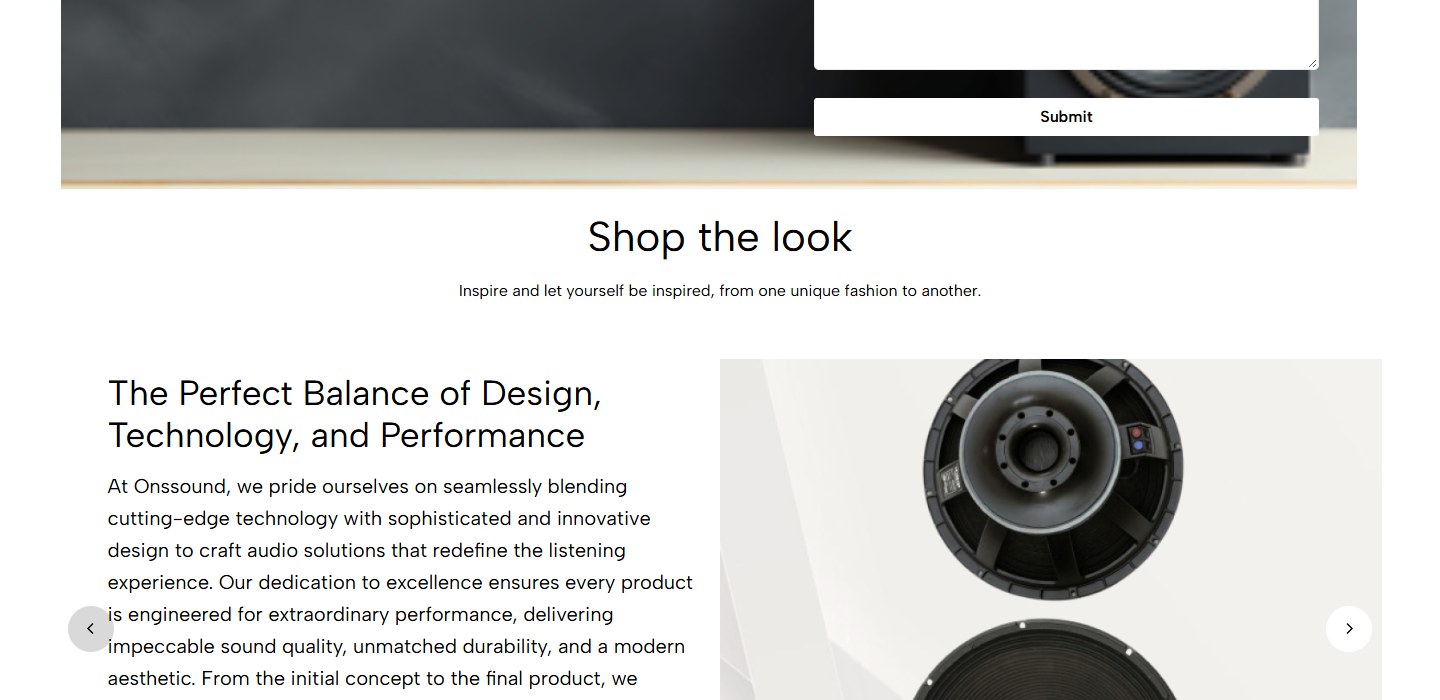 Submit
Shop the look
Inspire and let yourself be inspired, from one unique fashion to another.
The Perfect Balance of Design,
Technology, and Performance
At Onssound, we pride ourselves on seamlessly blending
cutting-edge technology with sophisticated and innovative
design to craft audio solutions that redefine the listening
experience. Our dedication to excellence ensures every product
is engineered for extraordinary performance, delivering
impeccable sound quality, unmatched durability, and a modern
aesthetic. From the initial concept to the final product, we